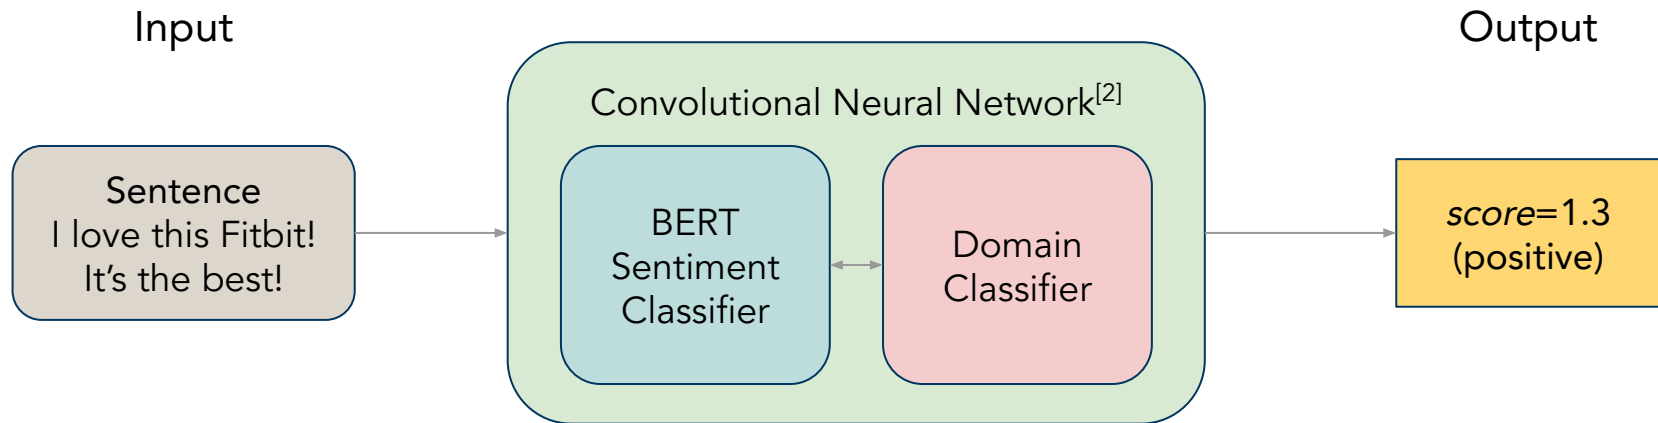 Input
Output
Convolutional Neural Network[2]
Sentence
I love this Fitbit!
It’s the best!
BERT
Sentiment
Classifier
Domain
Classifier
score=1.3
(positive)